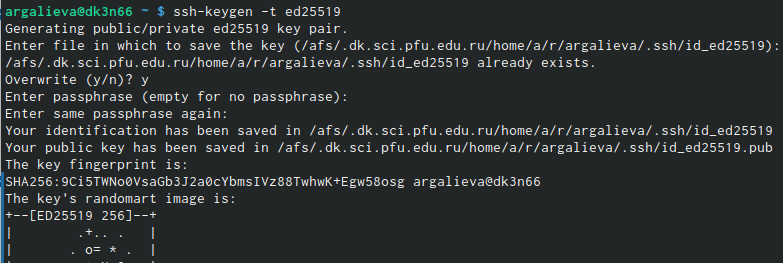 argalieva@dk3n66 ~ $ ssh-keygen -t ed25519
Generating public/private ed25519 key pair.
Enter file in which to save the key (/afs/.dk.sci.pfu.edu.ru/home/a/r/argalieva/.ssh/id_ed25519):
/afs/.dk.sci.pfu.edu.ru/home/a/r/argalieva/.ssh/id_ed25519 already exists.
Overwrite (y/n)? y
Enter passphrase (empty for no passphrase):
Enter same passphrase again:
Your identification has been saved in /afs/.dk.sci.pfu.edu.ru/home/a/r/argalieva/.ssh/id_ed25519
Your public key has been saved in /afs/.dk.sci.pfu.edu.ru/home/a/r/argalieva/.ssh/id_ed25519.pub
The key fingerprint is:
SHA256:9Ci5TWNo0VsaGb3J2a0cYbmsIVz88TwhwK+Egw58osg argalieva@dk3n66
The key's randomart image is:
+--[ED25519 256]--+
|        .+.. .   |
|       . o= * .  |